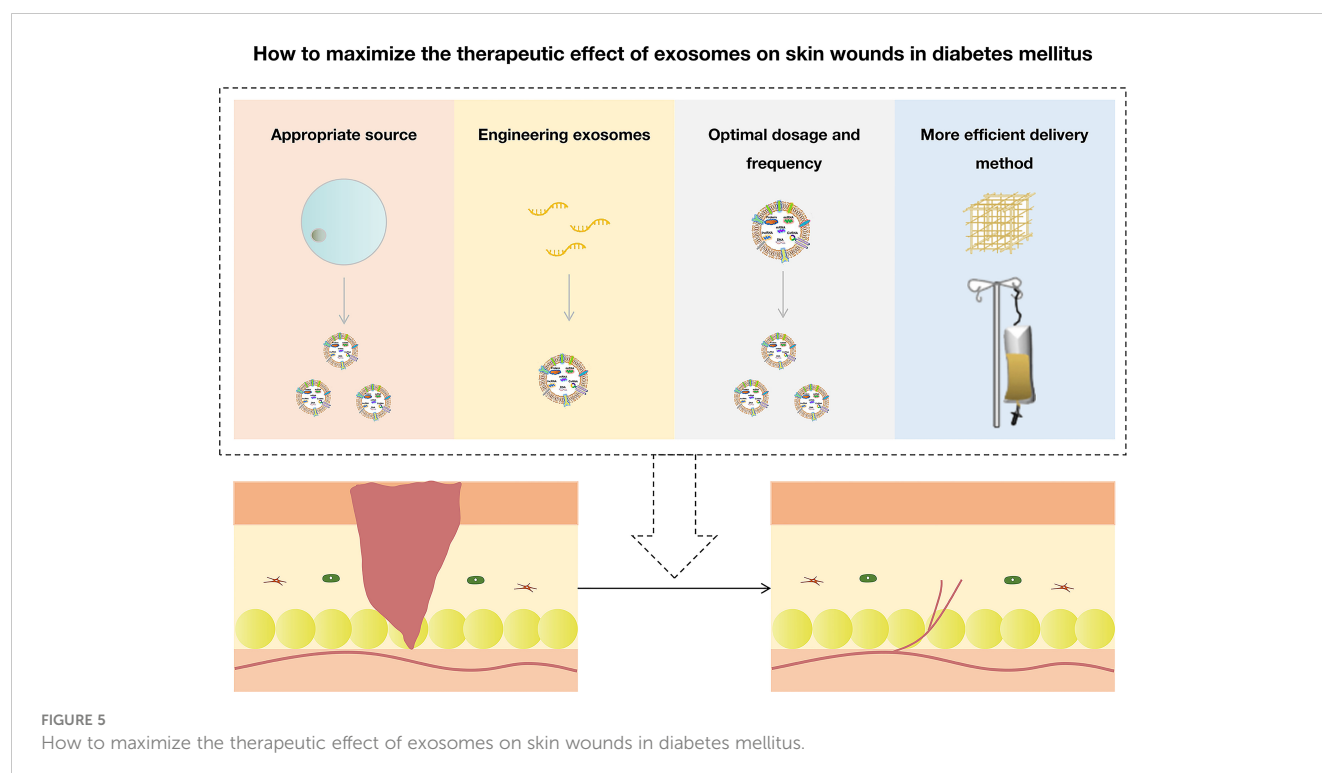 How to maximize the therapeutic effect of exosomes on skin wounds in diabetes mellitus
Appropriate source
Engineering exosomes
Optimal dosage and
frequency
More efficient delivery
method
FIGURE 5
How to maximize the therapeutic effect of exosomes on skin wounds in diabetes mellitus.